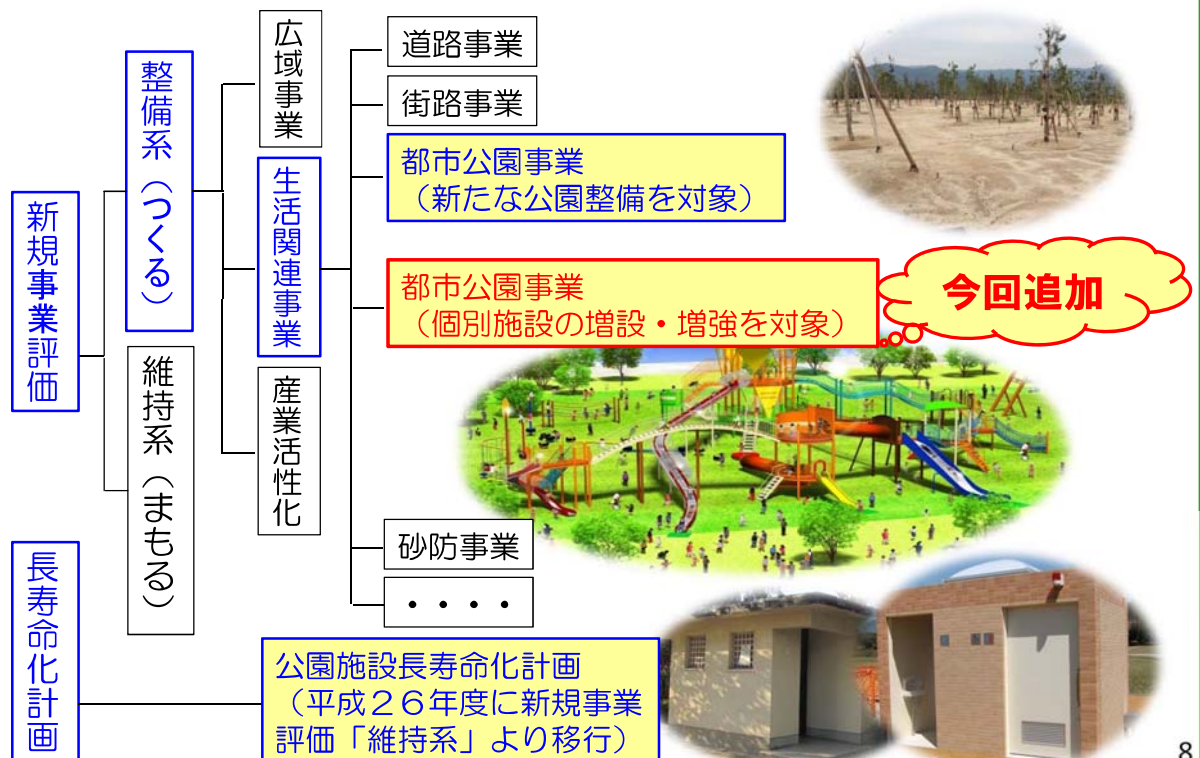 新規事業評価
整備系（つくる）
維持系（まもる）
広域事業
生活関連事業
産業活性化
道路事業
街路事業
都市公園事業
（新たな公園整備を対象）
都市公園事業
（個別施設の増設・増強を対象）
今回追加
砂防事業
・・・・
長寿命化計画
公園施設長寿命化計画
（平成２６年度に新規事業
評価「維持系」より移行）
8